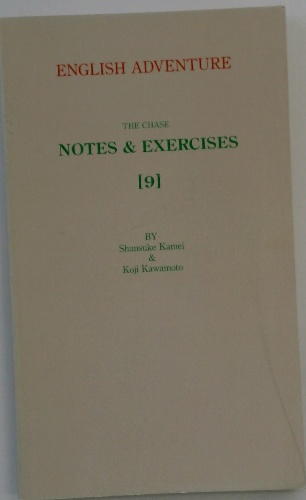 ENGLISH ADVENTURE
THE CHASE
NOTES & EXERCISES
[9]
BY
Shunsuke Kamei
&
Koji Kawamoto